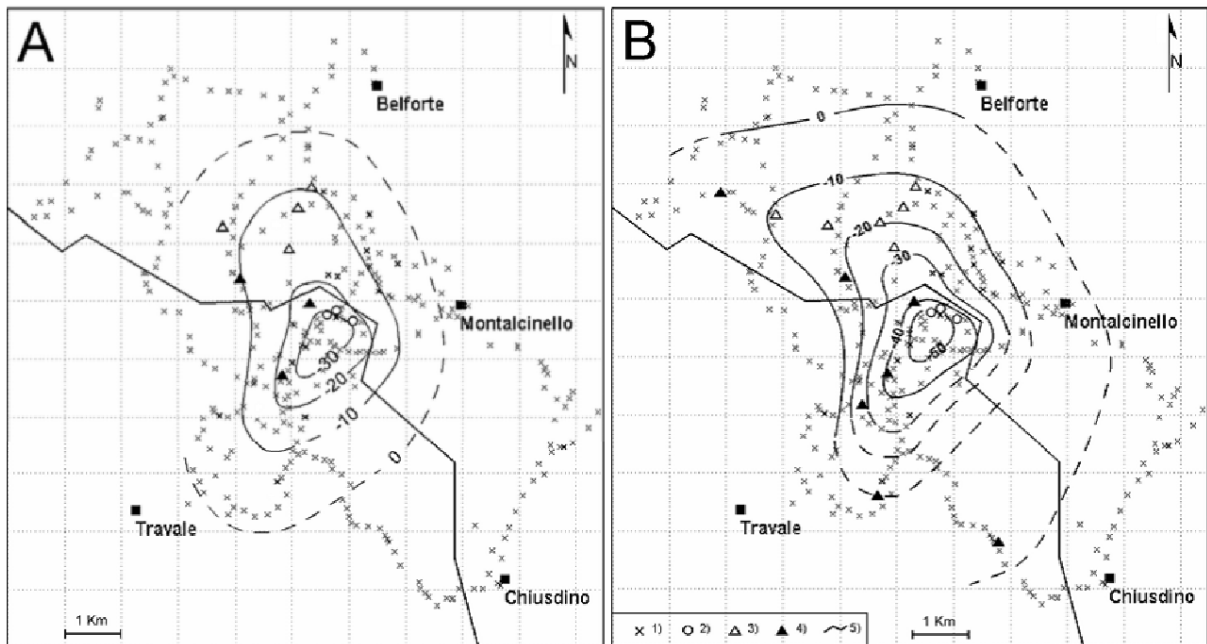 A
N
Belforte
Montalcinello
-30
-20
-10
0
Travale
Chiusdino
1 Km
B
N
0
Belforte
-10
-20
-30
Montalcinello
-40
-50
Travale
Chiusdino
1) 2) 3) 4) 5)
1 Km